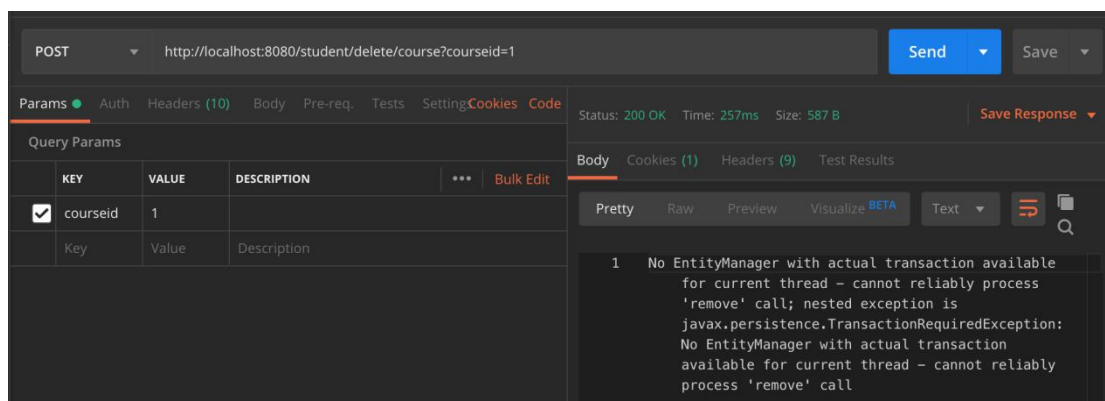 POST http://localhost:8080/student/delete/course?courseid=1 Send Save
Params Auth Headers (10) Body Pre-req. Tests Settings Cookies Code
Query Params
KEY VALUE DESCRIPTION ••• Bulk Edit
courseid 1
Key Value Description
Status: 200 OK Time: 257ms Size: 587 B Save Response
Body Cookies (1) Headers (9) Test Results
Pretty Raw Preview Visualize BETA Text
1 No EntityManager with actual transaction available
for current thread – cannot reliably process
'remove' call; nested exception is
javax.persistence.TransactionRequiredException:
No EntityManager with actual transaction
available for current thread – cannot reliably
process 'remove' call